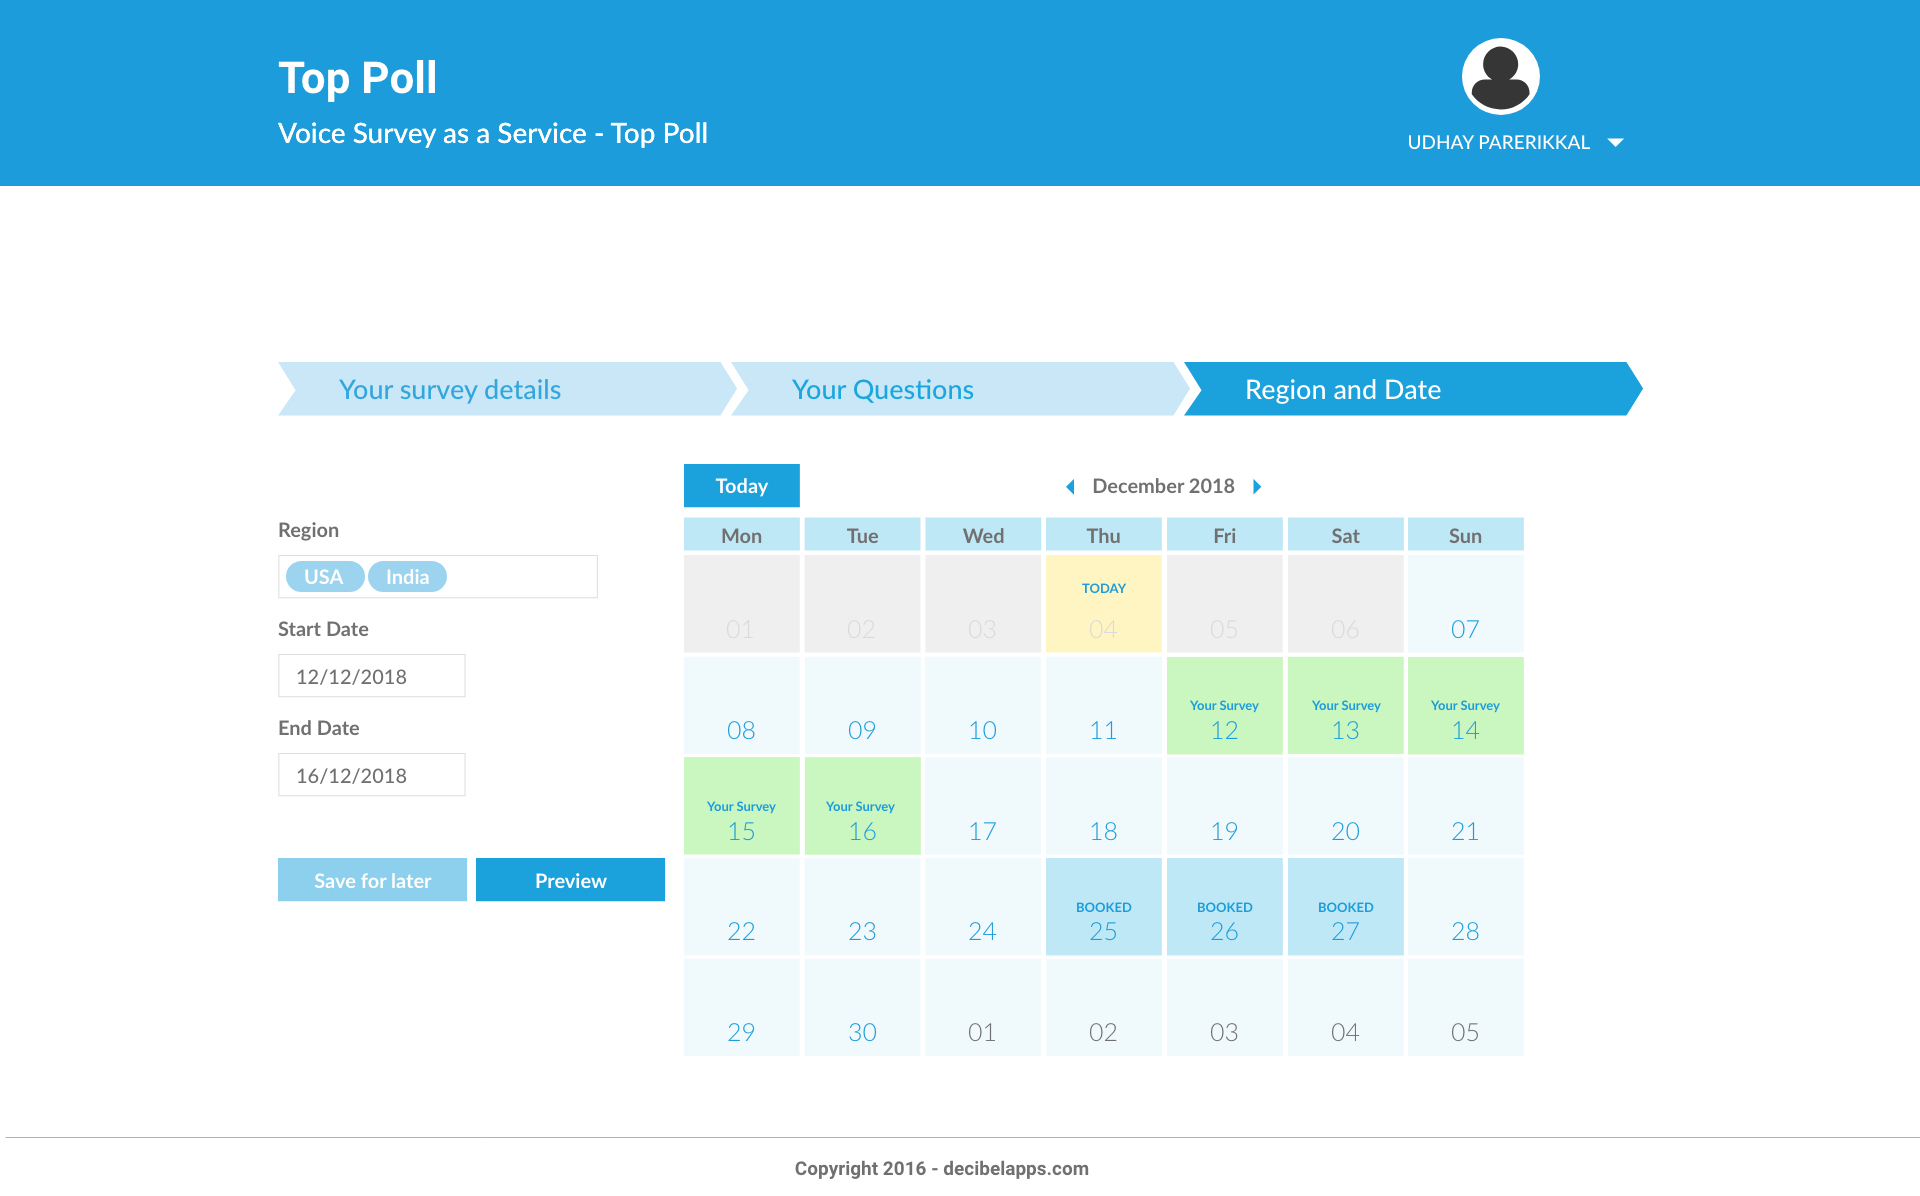 Top Poll
Voice Survey as a Service - Top Poll
UDHAY PARERIKKAL
Your survey details
Your Questions
Region and Date
Region
USA India
Start Date
12/12/2018
End Date
16/12/2018
Save for later
Preview
Today
December 2018
Mon Tue Wed Thu Fri Sat Sun
TODAY
01 02 03 04 05 06 07
Your Survey Your Survey Your Survey
08 09 10 11 12 13 14
Your Survey Your Survey
15 16 17 18 19 20 21
BOOKED BOOKED BOOKED
22 23 24 25 26 27 28
29 30 01 02 03 04 05
Copyright 2016 - decibelapps.com